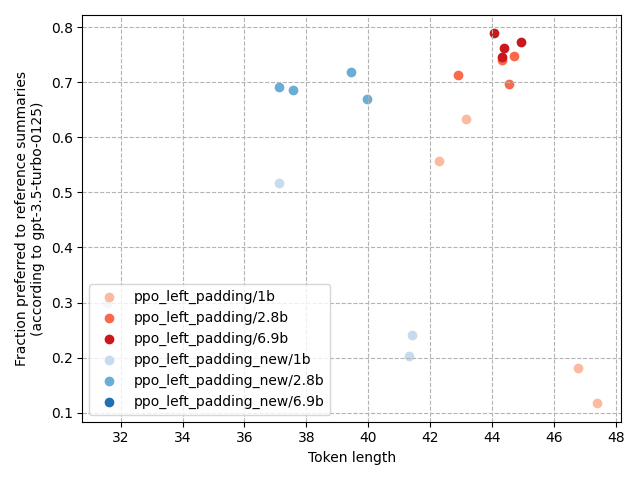 Fraction preferred to reference summaries
(according to gpt-3.5-turbo-0125)
0.8
0.7
0.6
0.5
0.4
0.3
0.2
0.1
ppo_left_padding/1b
ppo_left_padding/2.8b
ppo_left_padding/6.9b
ppo_left_padding_new/1b
ppo_left_padding_new/2.8b
ppo_left_padding_new/6.9b
32 34 36 38 40 42 44 46 48
Token length